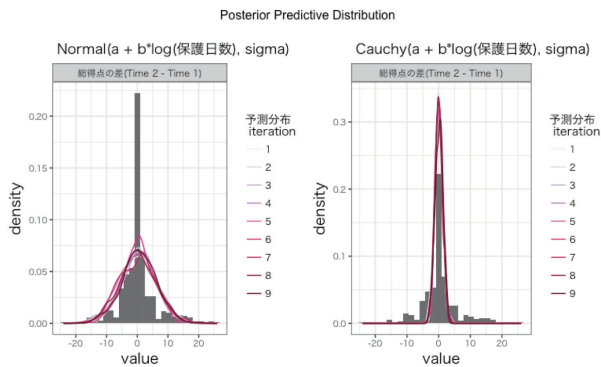 Posterior Predictive Distribution
Normal(a + b*log(保護日数), sigma)
総得点の差(Time 2 - Time 1)
density
0.20
0.15
0.10
0.05
0.00
-20
-10
0
10
20
value
予測分布
iteration
1
2
3
4
5
6
7
8
9
Cauchy(a + b*log(保護日数), sigma)
総得点の差(Time 2 - Time 1)
density
0.3
0.2
0.1
0.0
-20
-10
0
10
20
value
予測分布
iteration
1
2
3
4
5
6
7
8
9